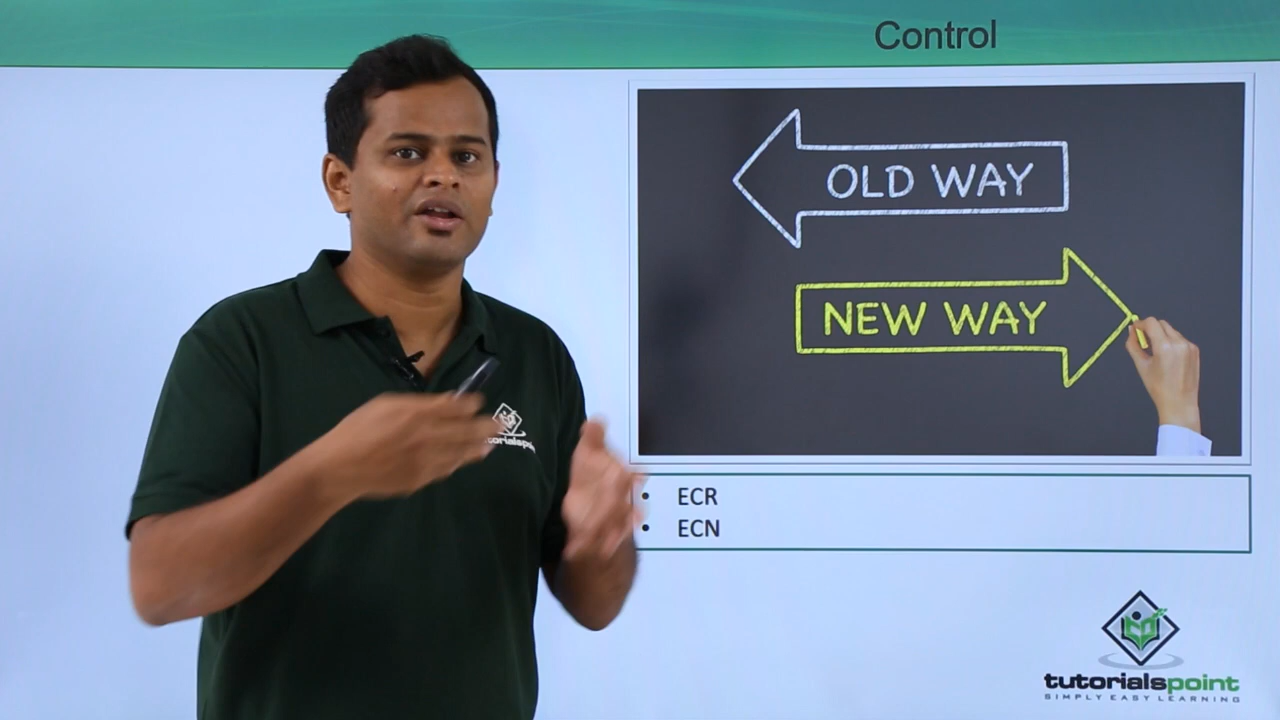 Control
OLD WAY
NEW WAY
• ECR
• ECN
tutorialspoint
SIMPLY EASY LEARNING